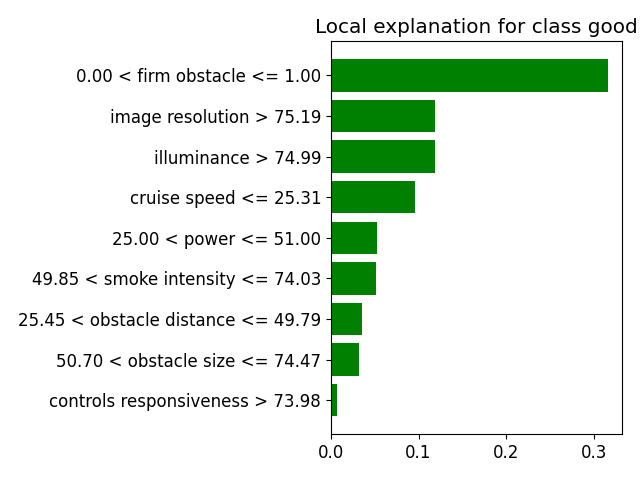 Local explanation for class good
0.00 < firm obstacle <= 1.00
image resolution > 75.19
illuminance > 74.99
cruise speed <= 25.31
25.00 < power <= 51.00
49.85 < smoke intensity <= 74.03
25.45 < obstacle distance <= 49.79
50.70 < obstacle size <= 74.47
controls responsiveness > 73.98
0.0 0.1 0.2 0.3